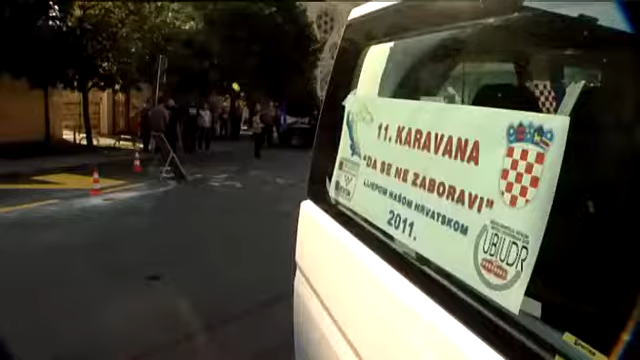 11. KARAVANA
"DA SE NE ZABORAVI"
LIJEPOM NAŠOM HRVATSKOM
2011.
UBIUDR